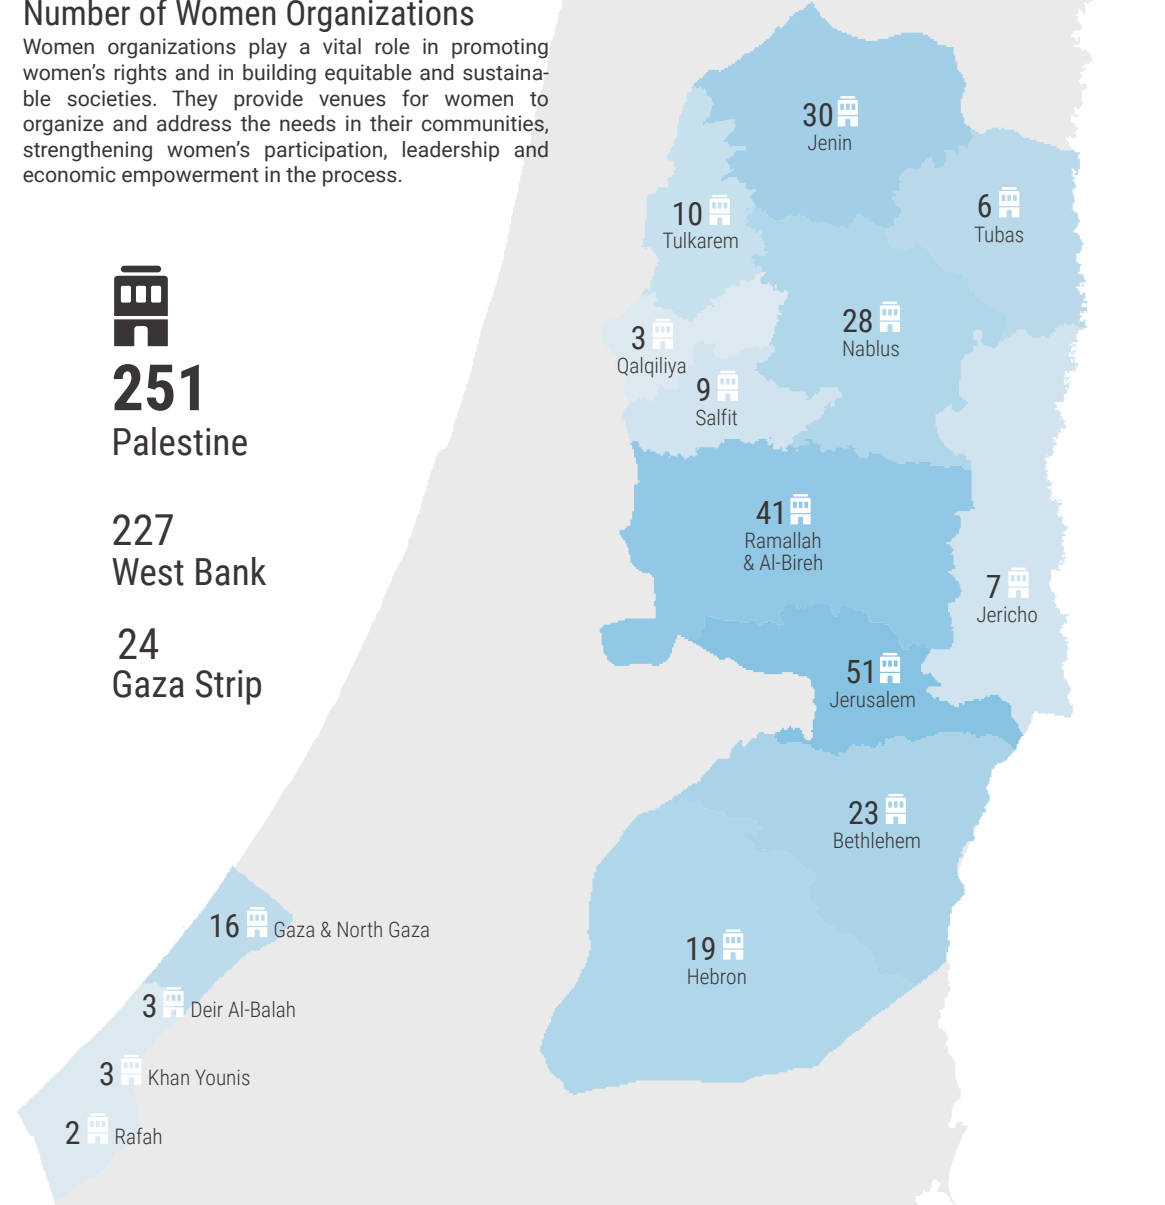 Number of Women Organizations
Women organizations play a vital role in promoting
women's rights and in building equitable and sustaina-
ble societies. They provide venues for women to
organize and address the needs in their communities,
strengthening women's participation, leadership and
economic empowerment in the process.
251
Palestine
227
West Bank
24
Gaza Strip
30
Jenin
10
Tulkarem
6
Tubas
28
Nablus
3
Qalqiliya
9
Salfit
41
Ramallah
& Al-Bireh
7
Jericho
51
Jerusalem
23
Bethlehem
19
Hebron
16 Gaza & North Gaza
3 Deir Al-Balah
3 Khan Younis
2 Rafah